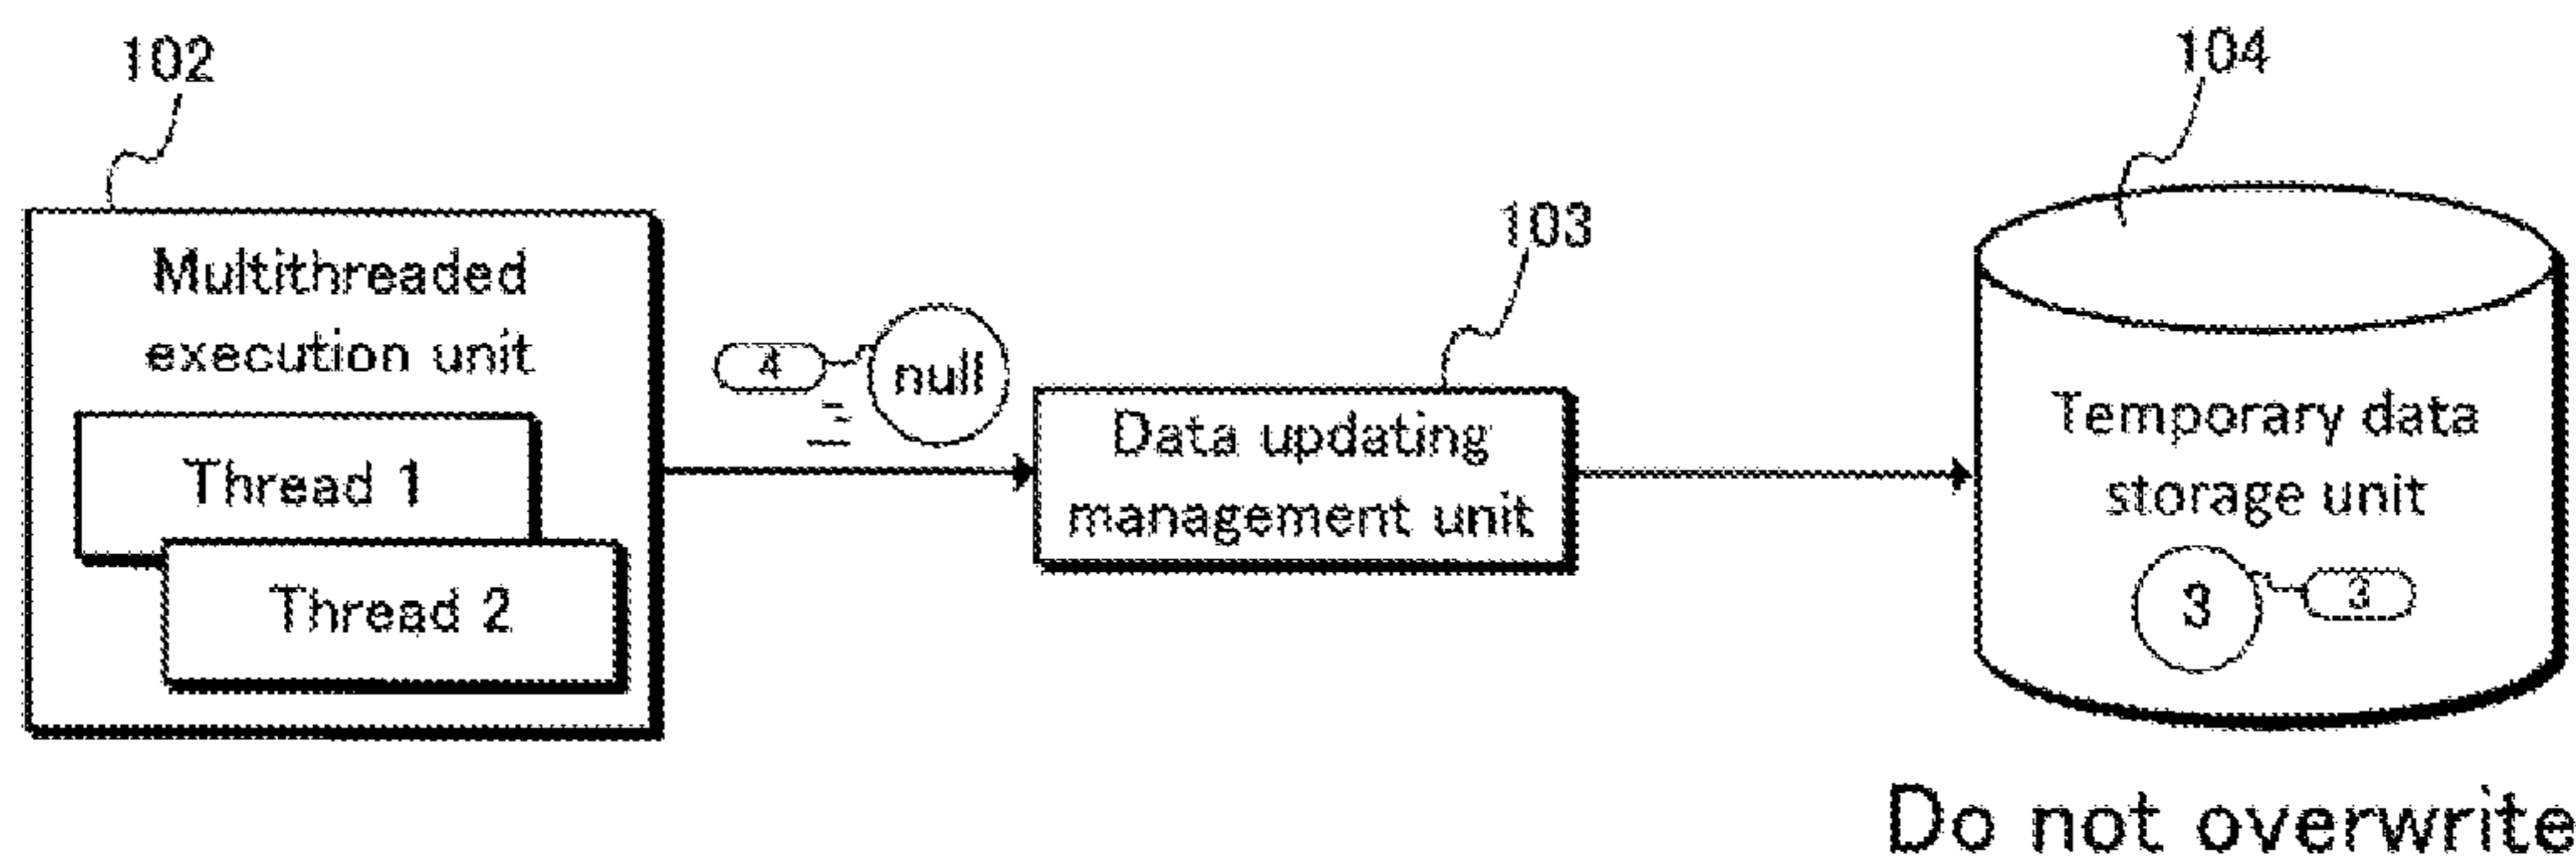 102
104
103
Multithreaded
execution unit
4
null
Thread 1
Thread 2
Data updating
management unit
Temporary data
storage unit
3
3
Do not overwrite